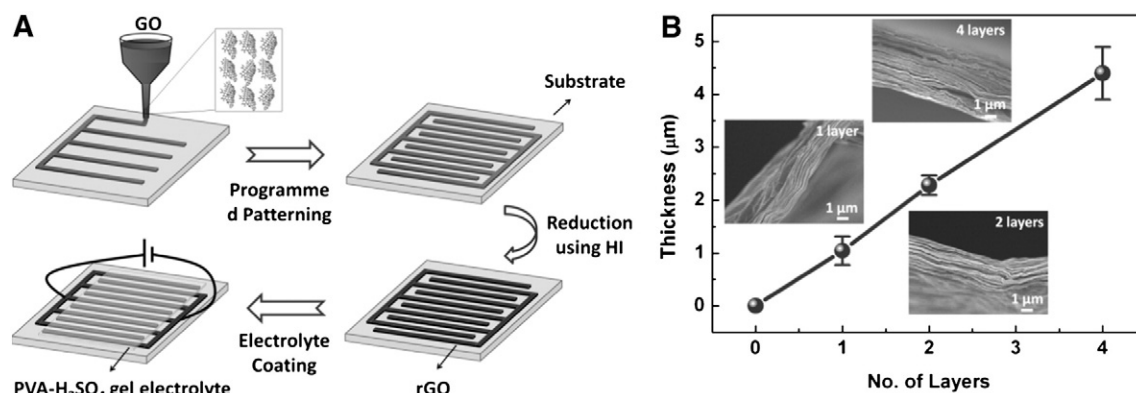 A
GO
Substrate
Programme
d Patterning
Reduction
using HI
Electrolyte
Coating
PVA-H₂SO₄ gel electrolyte
rGO
B
Thickness (μm)
5
4
3
2
1
0
4 layers
1 μm
1 layer
1 μm
2 layers
1 μm
0
1
2
3
4
No. of Layers